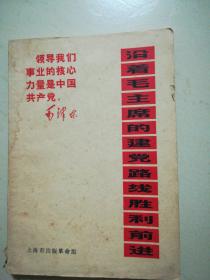 领导我们
事业的核心
力量是中国
共产党。
毛泽东
沿着毛主席的建党路线胜利前进
上海市出版革命组